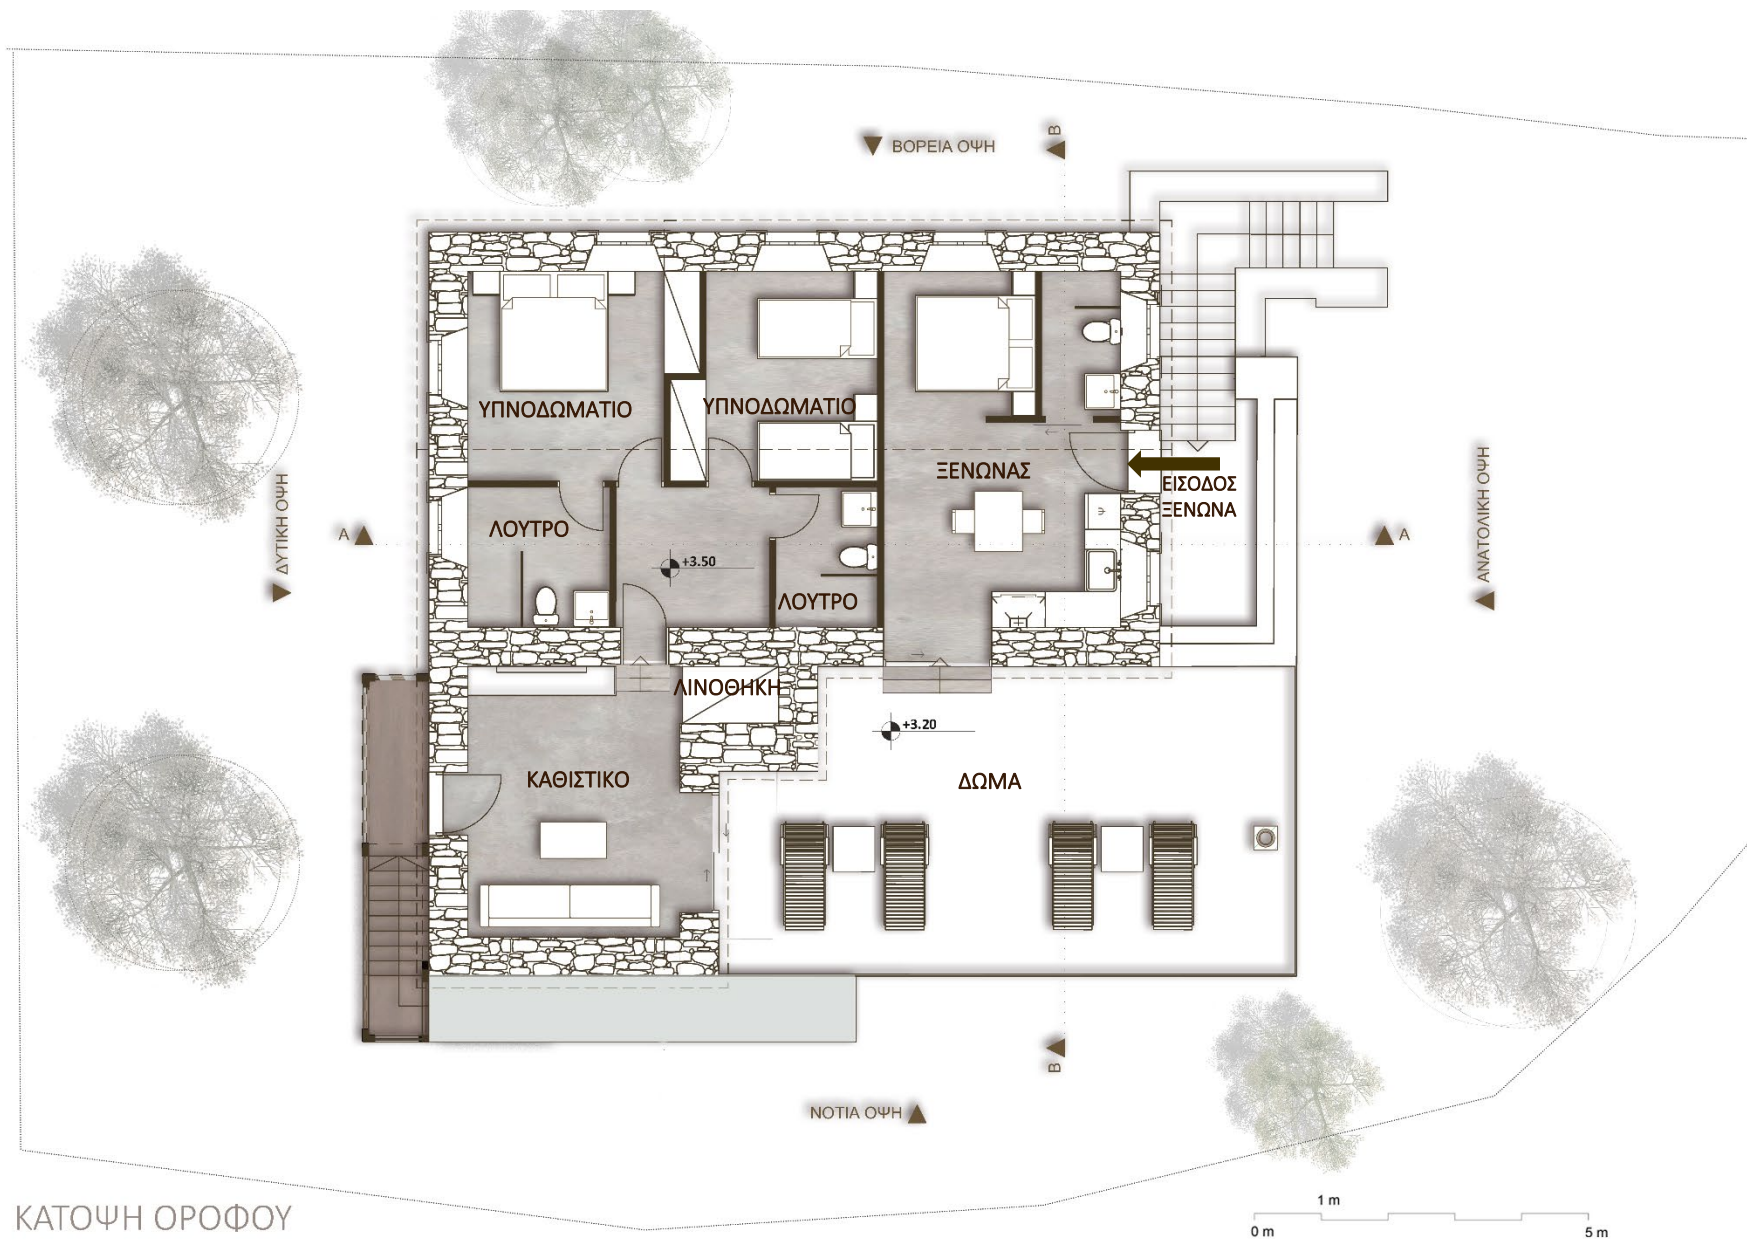 B
ΒΟΡΕΙΑ ΟΨΗ
ΥΠΝΟΔΩΜΑΤΙΟ
ΥΠΝΟΔΩΜΑΤΙΟ
ΞΕΝΩΝΑΣ
ΕΙΣΟΔΟΣ
ΞΕΝΩΝΑ
Ψ
ΔΥΤΙΚΗ ΟΨΗ
ΑΝΑΤΟΛΙΚΗ ΟΨΗ
A
A
ΛΟΥΤΡΟ
+3.50
ΛΟΥΤΡΟ
ΛΙΝΟΘΗΚΗ
+3.20
ΚΑΘΙΣΤΙΚΟ
ΔΩΜΑ
B
ΝΟΤΙΑ ΟΨΗ
ΚΑΤΟΨΗ ΟΡΟΦΟΥ
1 m
0 m
5 m